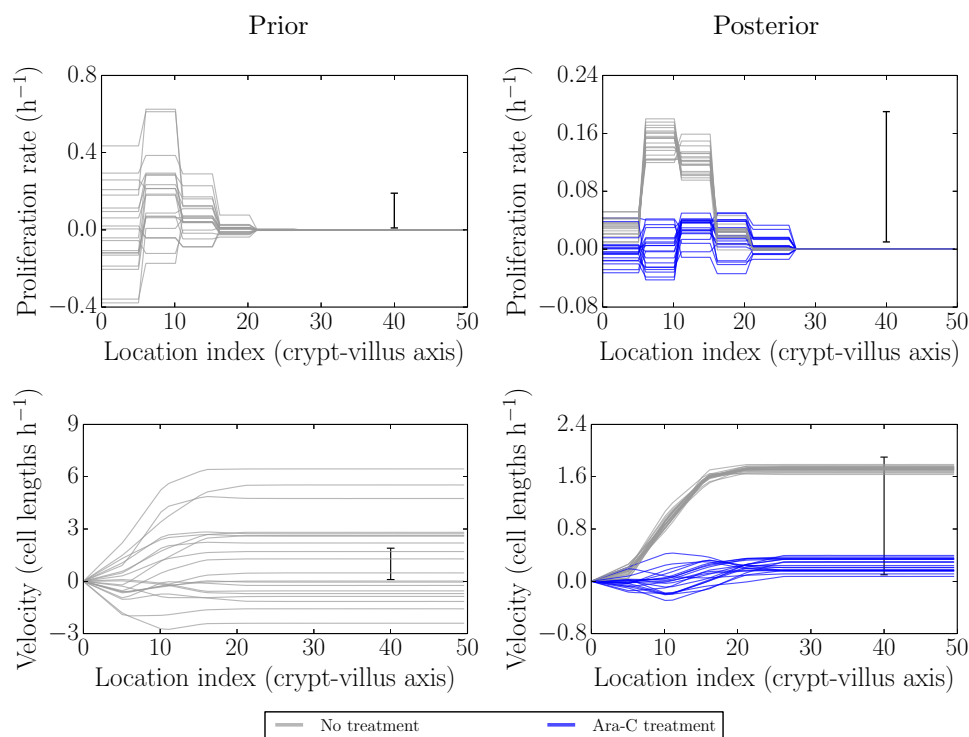 Prior
Posterior
Proliferation rate (h−1)
0.8
0.4
0.0
−0.4
0 10 20 30 40 50
Location index (crypt-villus axis)
Proliferation rate (h−1)
0.24
0.16
0.08
0.00
−0.08
0 10 20 30 40 50
Location index (crypt-villus axis)
Velocity (cell lengths h−1)
9
6
3
0
−3
0 10 20 30 40 50
Location index (crypt-villus axis)
Velocity (cell lengths h−1)
2.4
1.6
0.8
0.0
−0.8
0 10 20 30 40 50
Location index (crypt-villus axis)
No treatment
Ara-C treatment